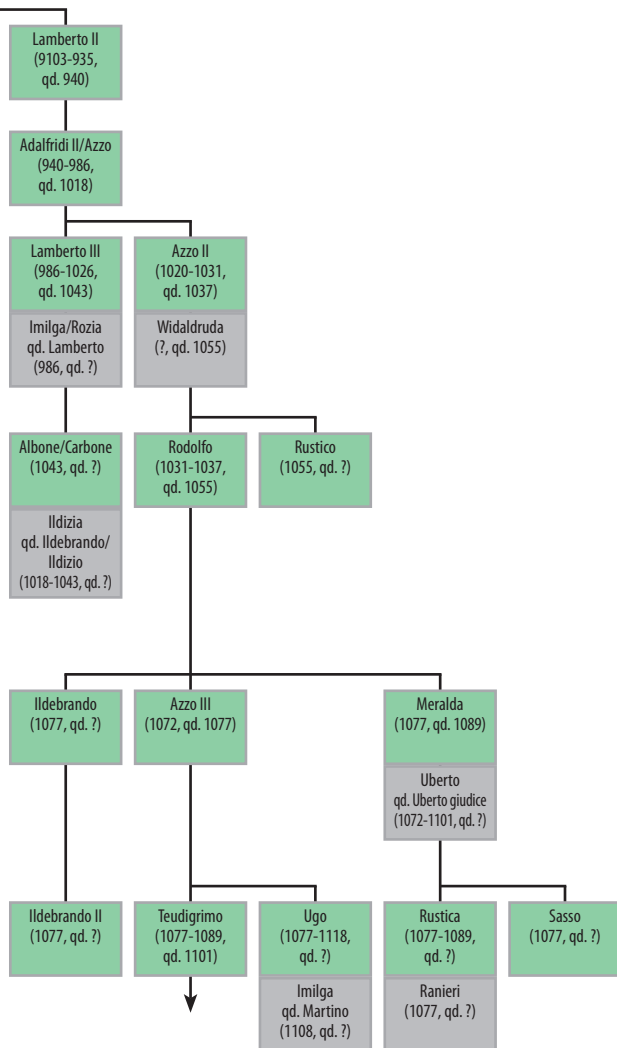 Lamberto II
(9103-935,
qd. 940)
Adalfridi II/Azzo
(940-986,
qd. 1018)
Lamberto III
(986-1026,
qd. 1043)
Imilga/Rozia
qd. Lamberto
(986, qd. ?)
Azzo II
(1020-1031,
qd. 1037)
Widaldruda
(?, qd. 1055)
Albone/Carbone
(1043, qd. ?)
Ildizia
qd. Ildebrando/
Ildizio
(1018-1043, qd. ?)
Rodolfo
(1031-1037,
qd. 1055)
Rustico
(1055, qd. ?)
Ildebrando
(1077, qd. ?)
Azzo III
(1072, qd. 1077)
Meralda
(1077, qd. 1089)
Uberto
qd. Uberto giudice
(1072-1101, qd. ?)
Ildebrando II
(1077, qd. ?)
Teudigrimo
(1077-1089,
qd. 1101)
Ugo
(1077-1118,
qd. ?)
Imilga
qd. Martino
(1108, qd. ?)
Rustica
(1077-1089,
qd. ?)
Ranieri
(1077, qd. ?)
Sasso
(1077, qd. ?)